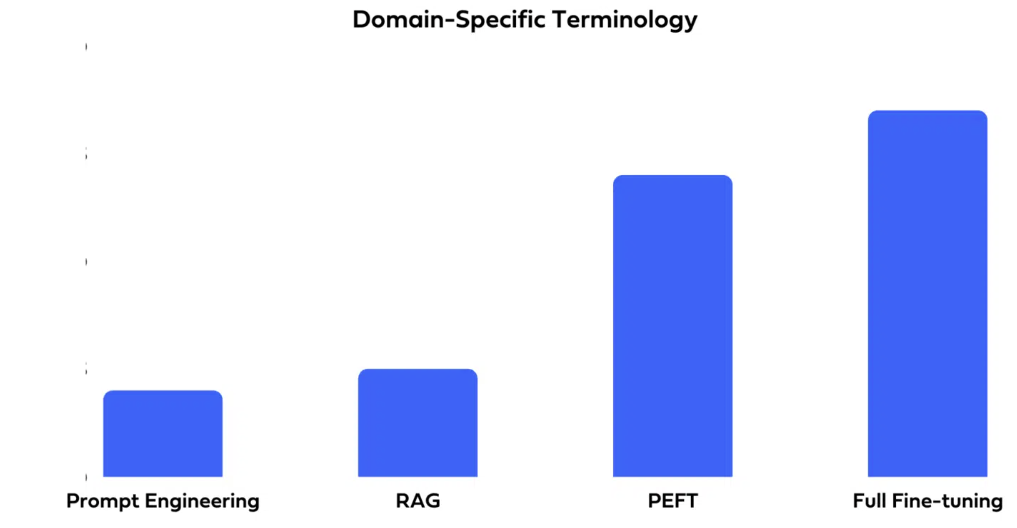 Domain-Specific Terminology
Prompt Engineering
RAG
PEFT
Full Fine-tuning